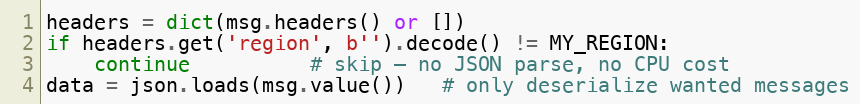 1 headers = dict(msg.headers() or [])
2 if headers.get('region', b'').decode() != MY_REGION:
3     continue          # skip — no JSON parse, no CPU cost
4 data = json.loads(msg.value())   # only deserialize wanted messages